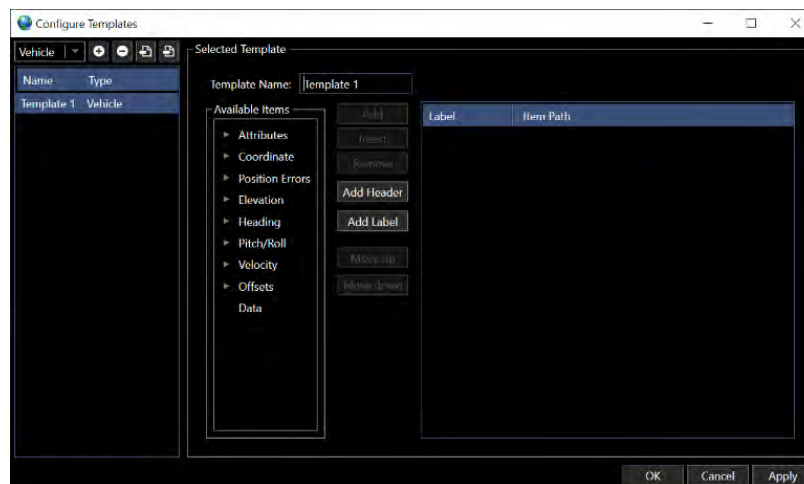 Configure Templates
Vehicle
Name Type
Template 1 Vehicle
Selected Template
Template Name: Template 1
Available Items
Attributes
Coordinate
Position Errors
Elevation
Heading
Pitch/Roll
Velocity
Offsets
Data
Add
Insert
Remove
Add Header
Add Label
Move up
Move down
Label Item Path
OK Cancel Apply